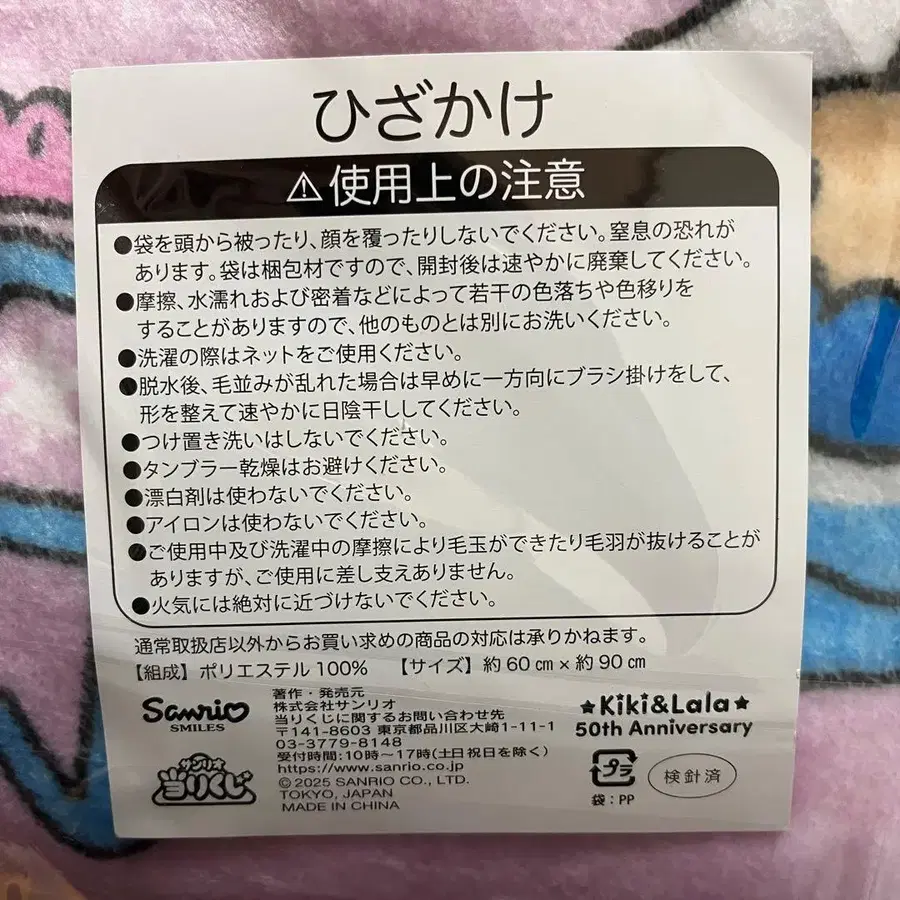 ひざかけ
⚠使用上の注意
●袋を頭から被ったり、顔を覆ったりしないでください。窒息の恐れが
あります。袋は梱包材ですので、開封後は速やかに廃棄してください。
●摩擦、水濡れおよび密着などによって若干の色落ちや色移りを
することがありますので、他のものとは別にお洗いください。
●洗濯の際はネットをご使用ください。
●脱水後、毛並みが乱れた場合は早めに一方向にブラシ掛けをして、
形を整えて速やかに日陰干ししてください。
●つけ置き洗いはしないでください。
●タンブラー乾燥はお避けください。
●漂白剤は使わないでください。
●アイロンは使わないでください。
●ご使用中及び洗濯中の摩擦により毛玉ができたり毛羽が抜けることが
ありますが、ご使用に差し支えありません。
●火気には絶対に近づけないでください。
通常取扱店以外からお買い求めの商品の対応は承りかねます。
【組成】ポリエステル100% 【サイズ】約60㎝×約90㎝
Sanrio
SMILES
サンリオ
当りくじ
著作・発売元
株式会社サンリオ
当りくじに関するお問い合わせ先
〒141-8603 東京都品川区大崎1-11-1
03-3779-8148
受付時間:10時〜17時(土日祝日を除く)
https://www.sanrio.co.jp
©2025 SANRIO CO., LTD.
TOKYO, JAPAN
MADE IN CHINA
★Kiki&Lala★
50th Anniversary
プラ
袋:PP
検針済